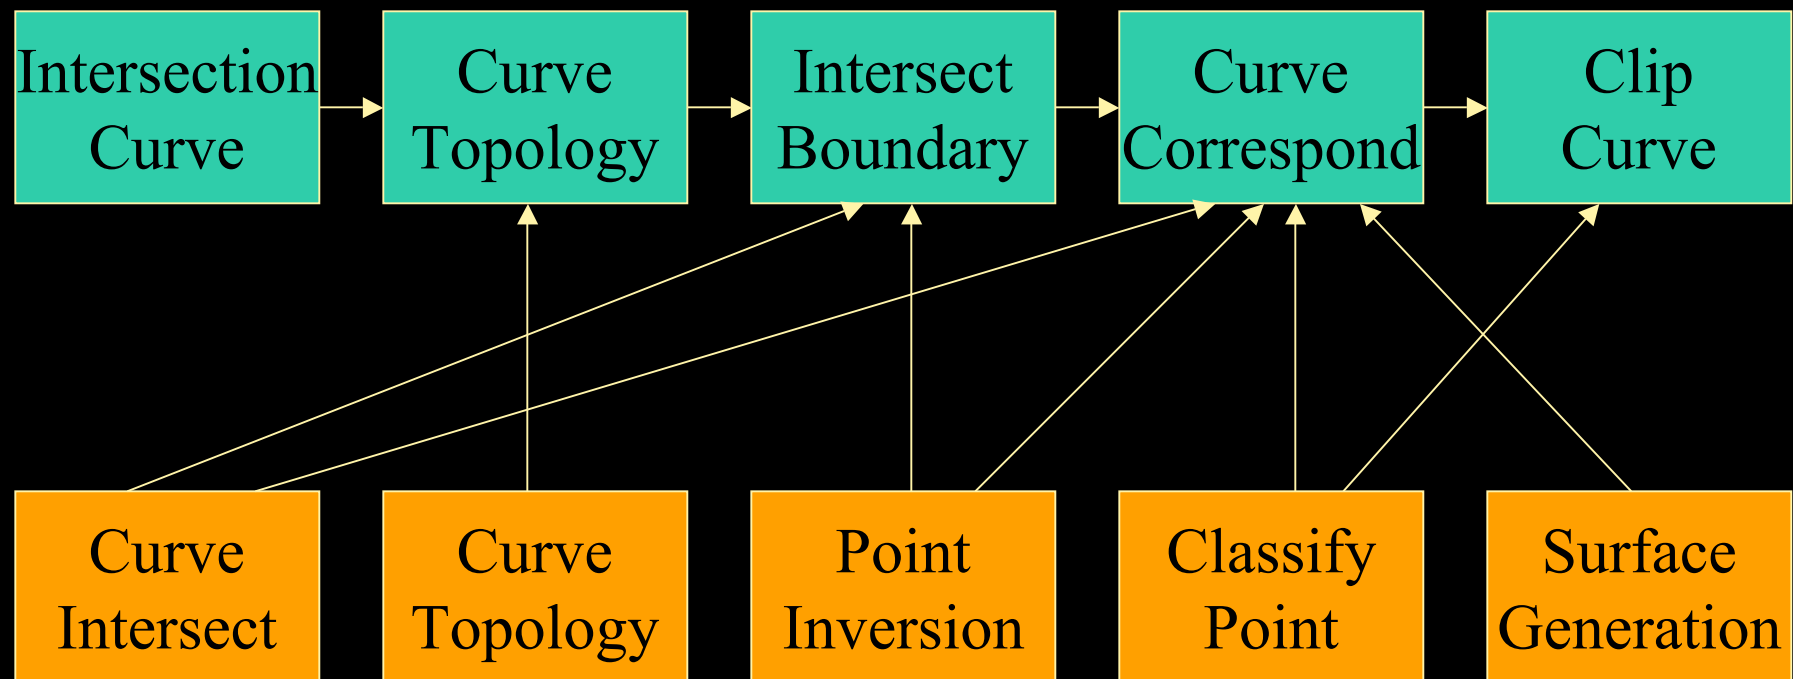 Intersection
Curve
Curve
Topology
Intersect
Boundary
Curve
Correspond
Clip
Curve
Curve
Intersect
Curve
Topology
Point
Inversion
Classify
Point
Surface
Generation